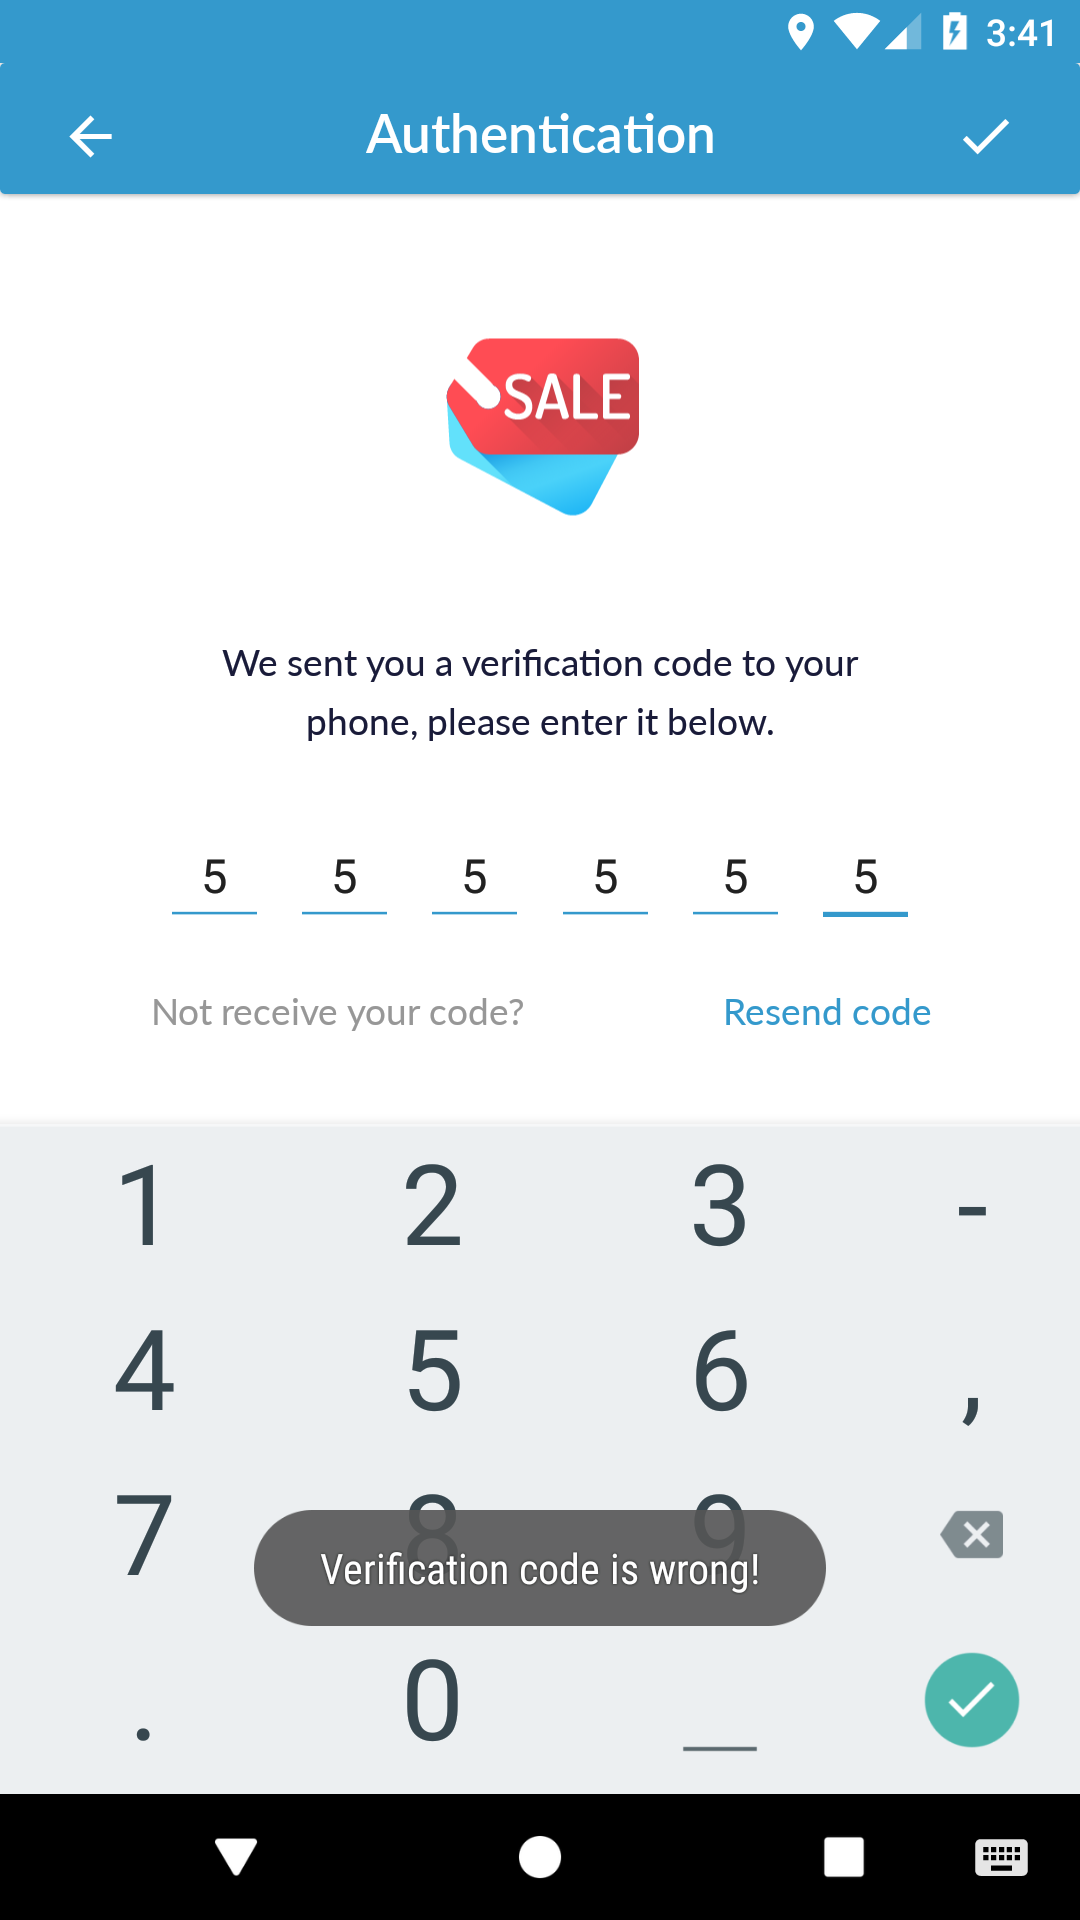 3:41
Authentication
SALE
We sent you a verification code to your
phone, please enter it below.
5 5 5 5 5 5
Not receive your code? Resend code
1 2 3 -
4 5 6 ,
7 8 9
Verification code is wrong!
. 0 _